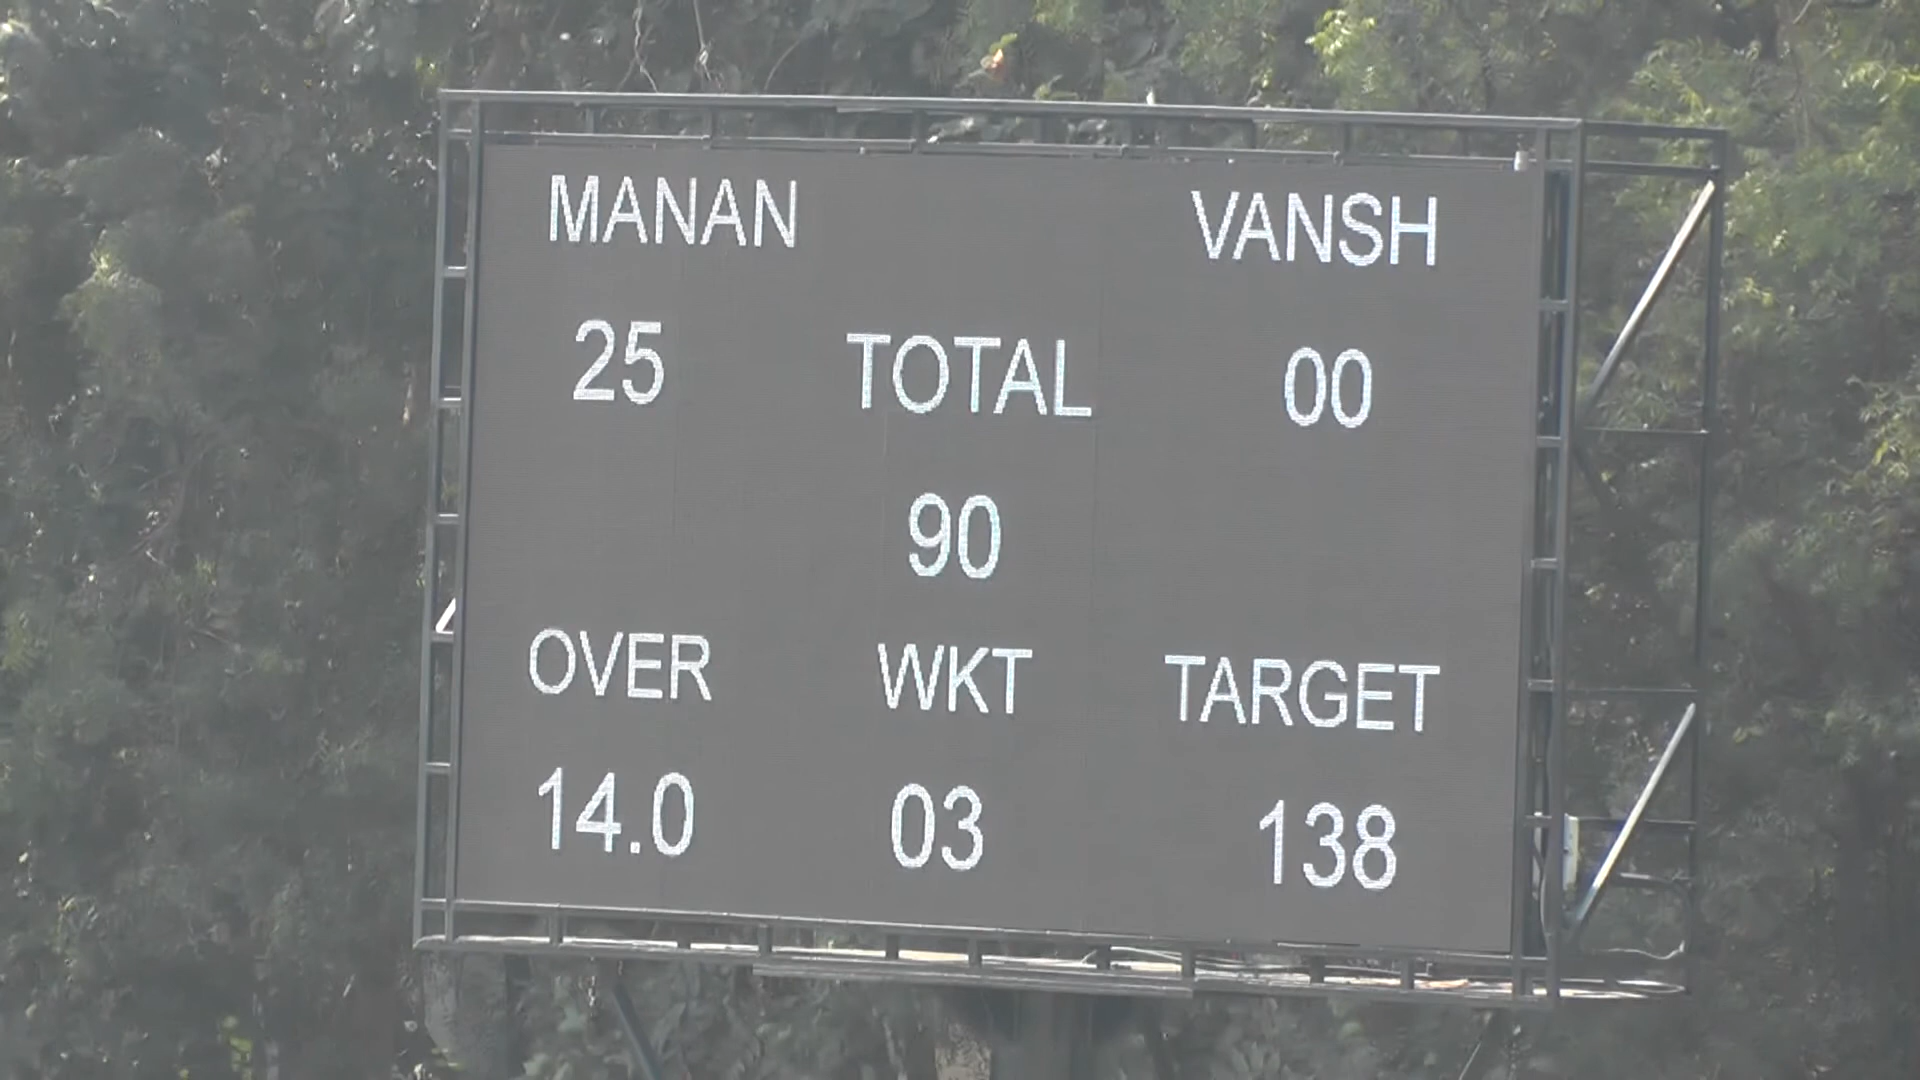 MANAN VANSH
25 TOTAL 00
90
OVER WKT TARGET
14.0 03 138